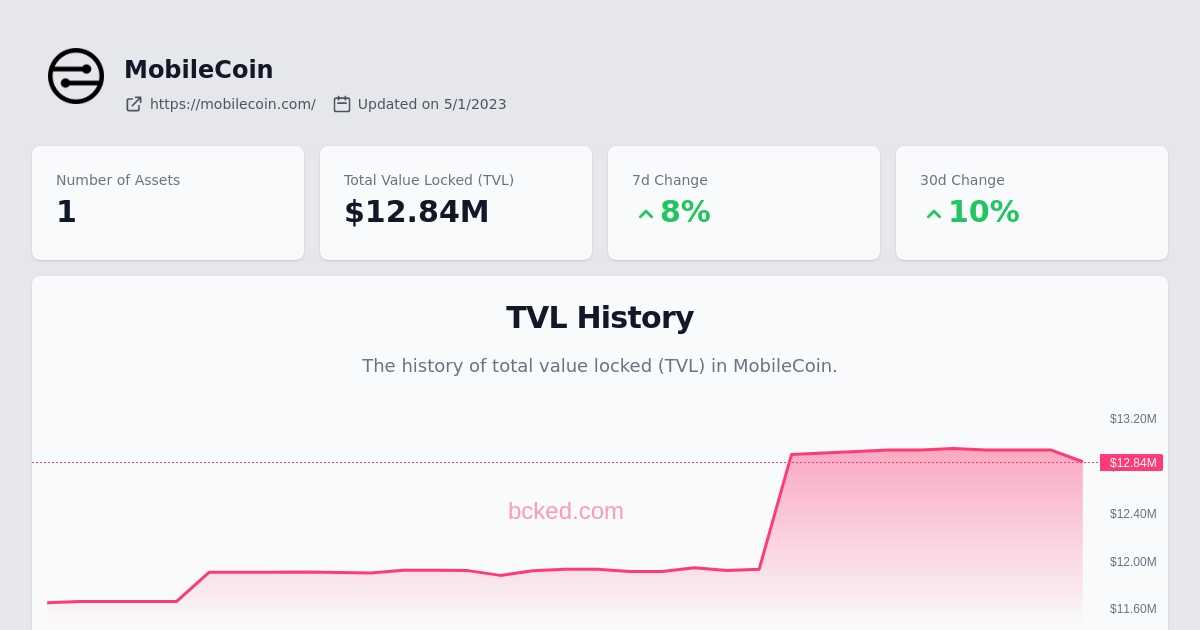 MobileCoin
https://mobilecoin.com/ Updated on 5/1/2023
Number of Assets
1
Total Value Locked (TVL)
$12.84M
7d Change
8%
30d Change
10%
TVL History
The history of total value locked (TVL) in MobileCoin.
$13.20M
$12.84M
bcked.com
$12.40M
$12.00M
$11.60M